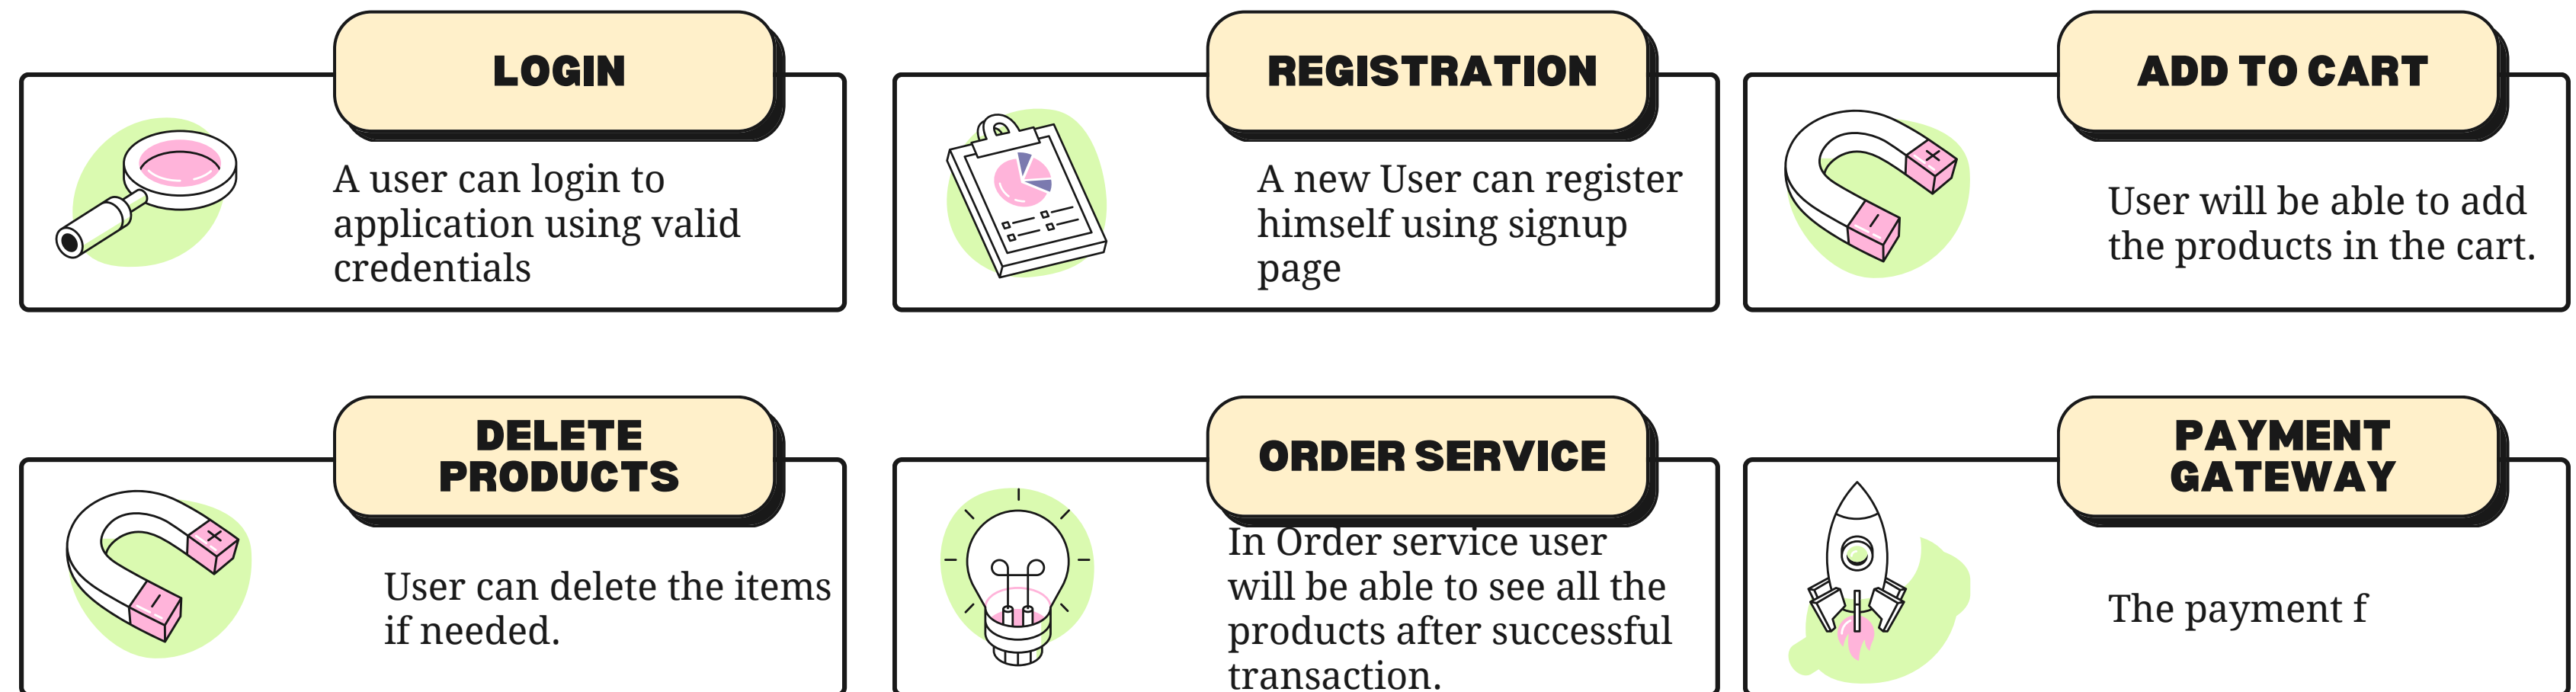 LOGIN
A user can login to
application using valid
credentials
REGISTRATION
A new User can register
himself using signup
page
ADD TO CART
User will be able to add
the products in the cart.
DELETE
PRODUCTS
User can delete the items
if needed.
ORDER SERVICE
In Order service user
will be able to see all the
products after successful
transaction.
PAYMENT
GATEWAY
The payment f